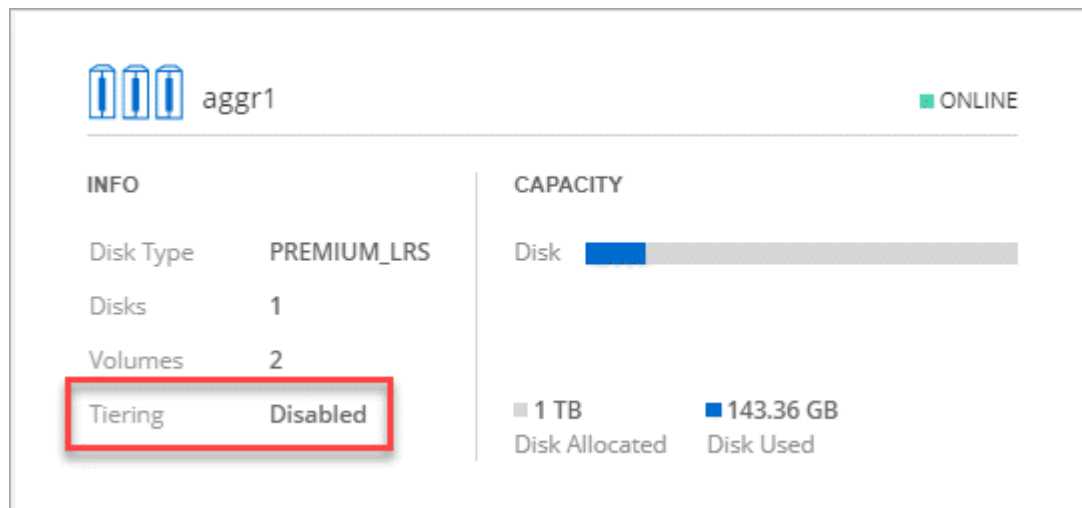 aggr1
ONLINE
INFO
Disk Type PREMIUM_LRS
Disks 1
Volumes 2
Tiering Disabled
CAPACITY
Disk
1 TB
Disk Allocated
143.36 GB
Disk Used